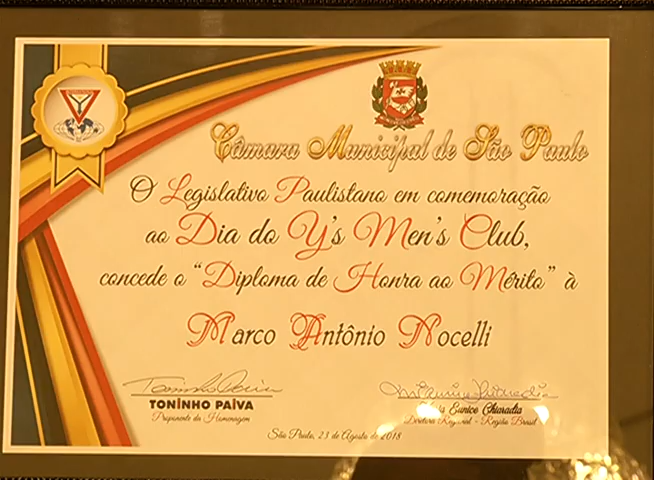 Câmara Municipal de São Paulo
O Legislativo Paulistano em comemoração
ao Dia do Y's Men's Club,
concede o “Diploma de Honra ao Mérito” à
Marco Antônio Nocelli
TONINHO PAIVA
Proponente da Homenagem
Eunice Chiaradia
Diretora Regional - Região Brasil
São Paulo, 23 de Agosto de 2018